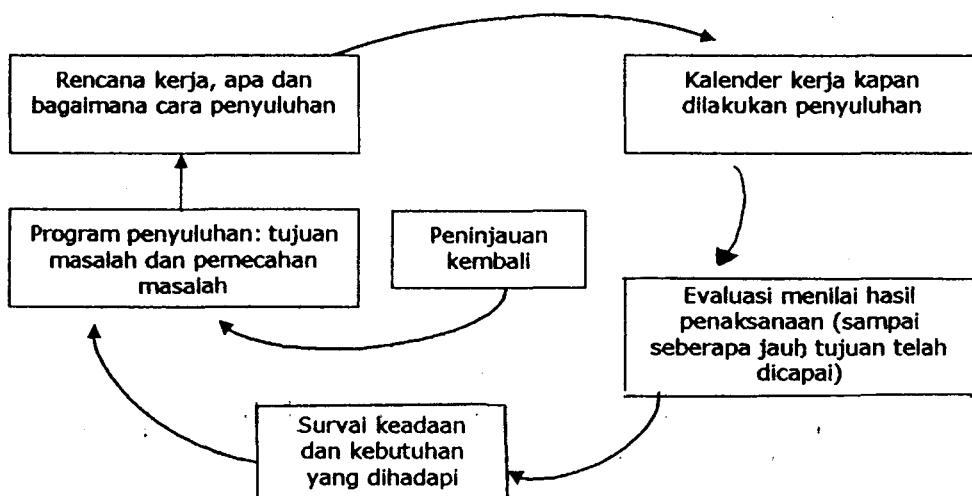 Rencana kerja, apa dan
bagaimana cara penyuluhan
Kalender kerja kapan
dilakukan penyuluhan
Program penyuluhan: tujuan
masalah dan pemecahan
masalah
Peninjauan
kembali
Evaluasi menilai hasil
penaksanaan (sampai
seberapa jauh tujuan telah
dicapai)
Survai keadaan
dan kebutuhan
yang dihadapi